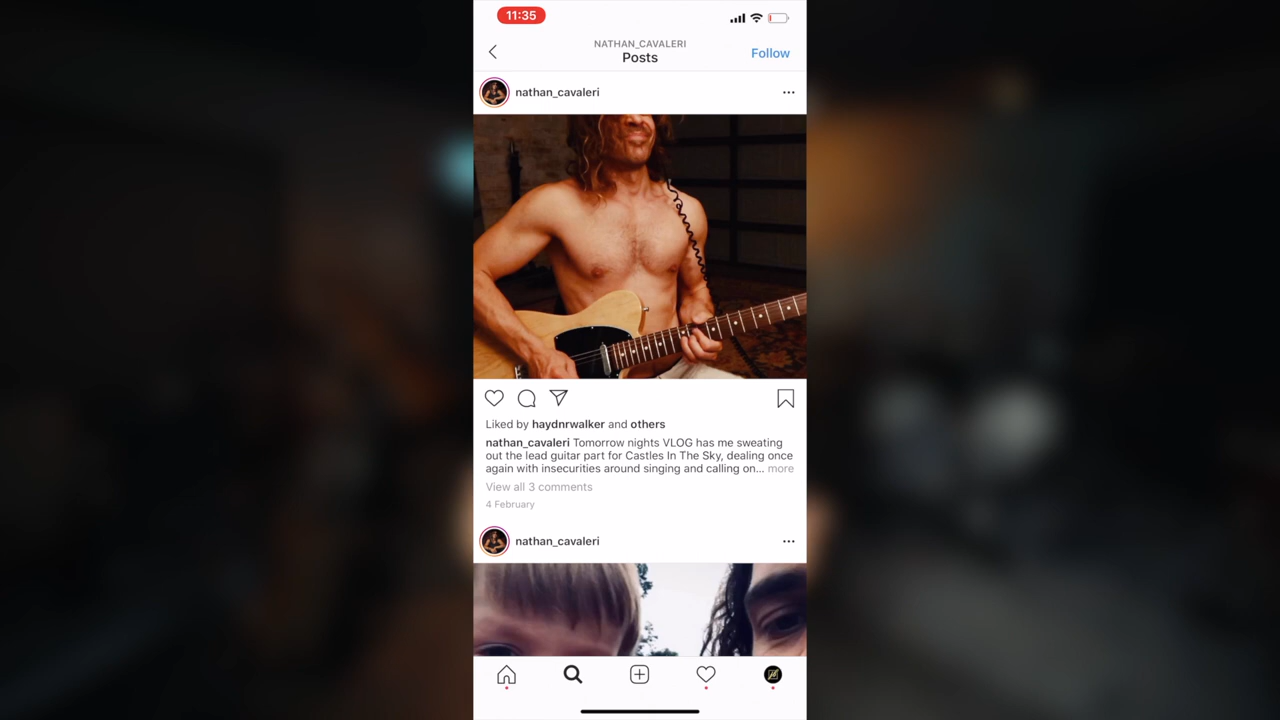 11:35
NATHAN_CAVALERI
Posts
Follow
nathan_cavaleri
Liked by haydnrwalker and others
nathan_cavaleri Tomorrow nights VLOG has me sweating
out the lead guitar part for Castles In The Sky, dealing once
again with insecurities around singing and calling on... more
View all 3 comments
4 February
nathan_cavaleri